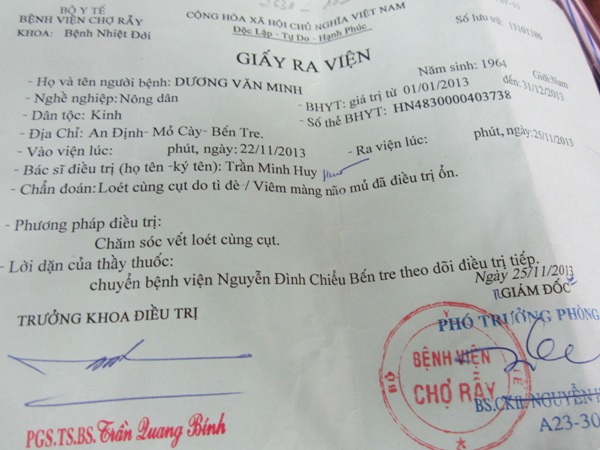 BỘ Y TẾ
BỆNH VIỆN CHỢ RẪY
KHOA: Bệnh Nhiệt Đới
CỘNG HÒA XÃ HỘI CHỦ NGHĨA VIỆT NAM
Độc Lập - Tự Do - Hạnh Phúc
Số lưu trữ: 13101386
GIẤY RA VIỆN
- Họ và tên người bệnh: DƯƠNG VĂN MINH
Năm sinh: 1964
Giới: Nam
- Nghề nghiệp: Nông dân
- BHYT: giá trị từ 01/01/2013 đến: 31/12/2013
- Dân tộc: Kinh
- Số thẻ BHYT: HN4830000403738
- Địa Chỉ: An Định- Mỏ Cày- Bến Tre.
- Vào viện lúc: phút, ngày: 22/11/2013
- Ra viện lúc: phút, ngày: 25/11/2013
- Bác sĩ điều trị (họ tên -ký tên): Trần Minh Huy
- Chẩn đoán: Loét cùng cụt do tì đè / Viêm màng não mủ đã điều trị ổn.
- Phương pháp điều trị:
Chăm sóc vết loét cùng cụt.
- Lời dặn của thầy thuốc:
chuyển bệnh viện Nguyễn Đình Chiểu Bến tre theo dõi điều trị tiếp.
Ngày 25/11/2013
GIÁM ĐỐC
TRƯỞNG KHOA ĐIỀU TRỊ
PHÓ TRƯỞNG PHÒNG
BỘ Y TẾ
BỆNH VIỆN
CHỢ RẪY
BS.CKII.NGUYỄN
A23-30
PGS.TS.BS. Trần Quang Bính